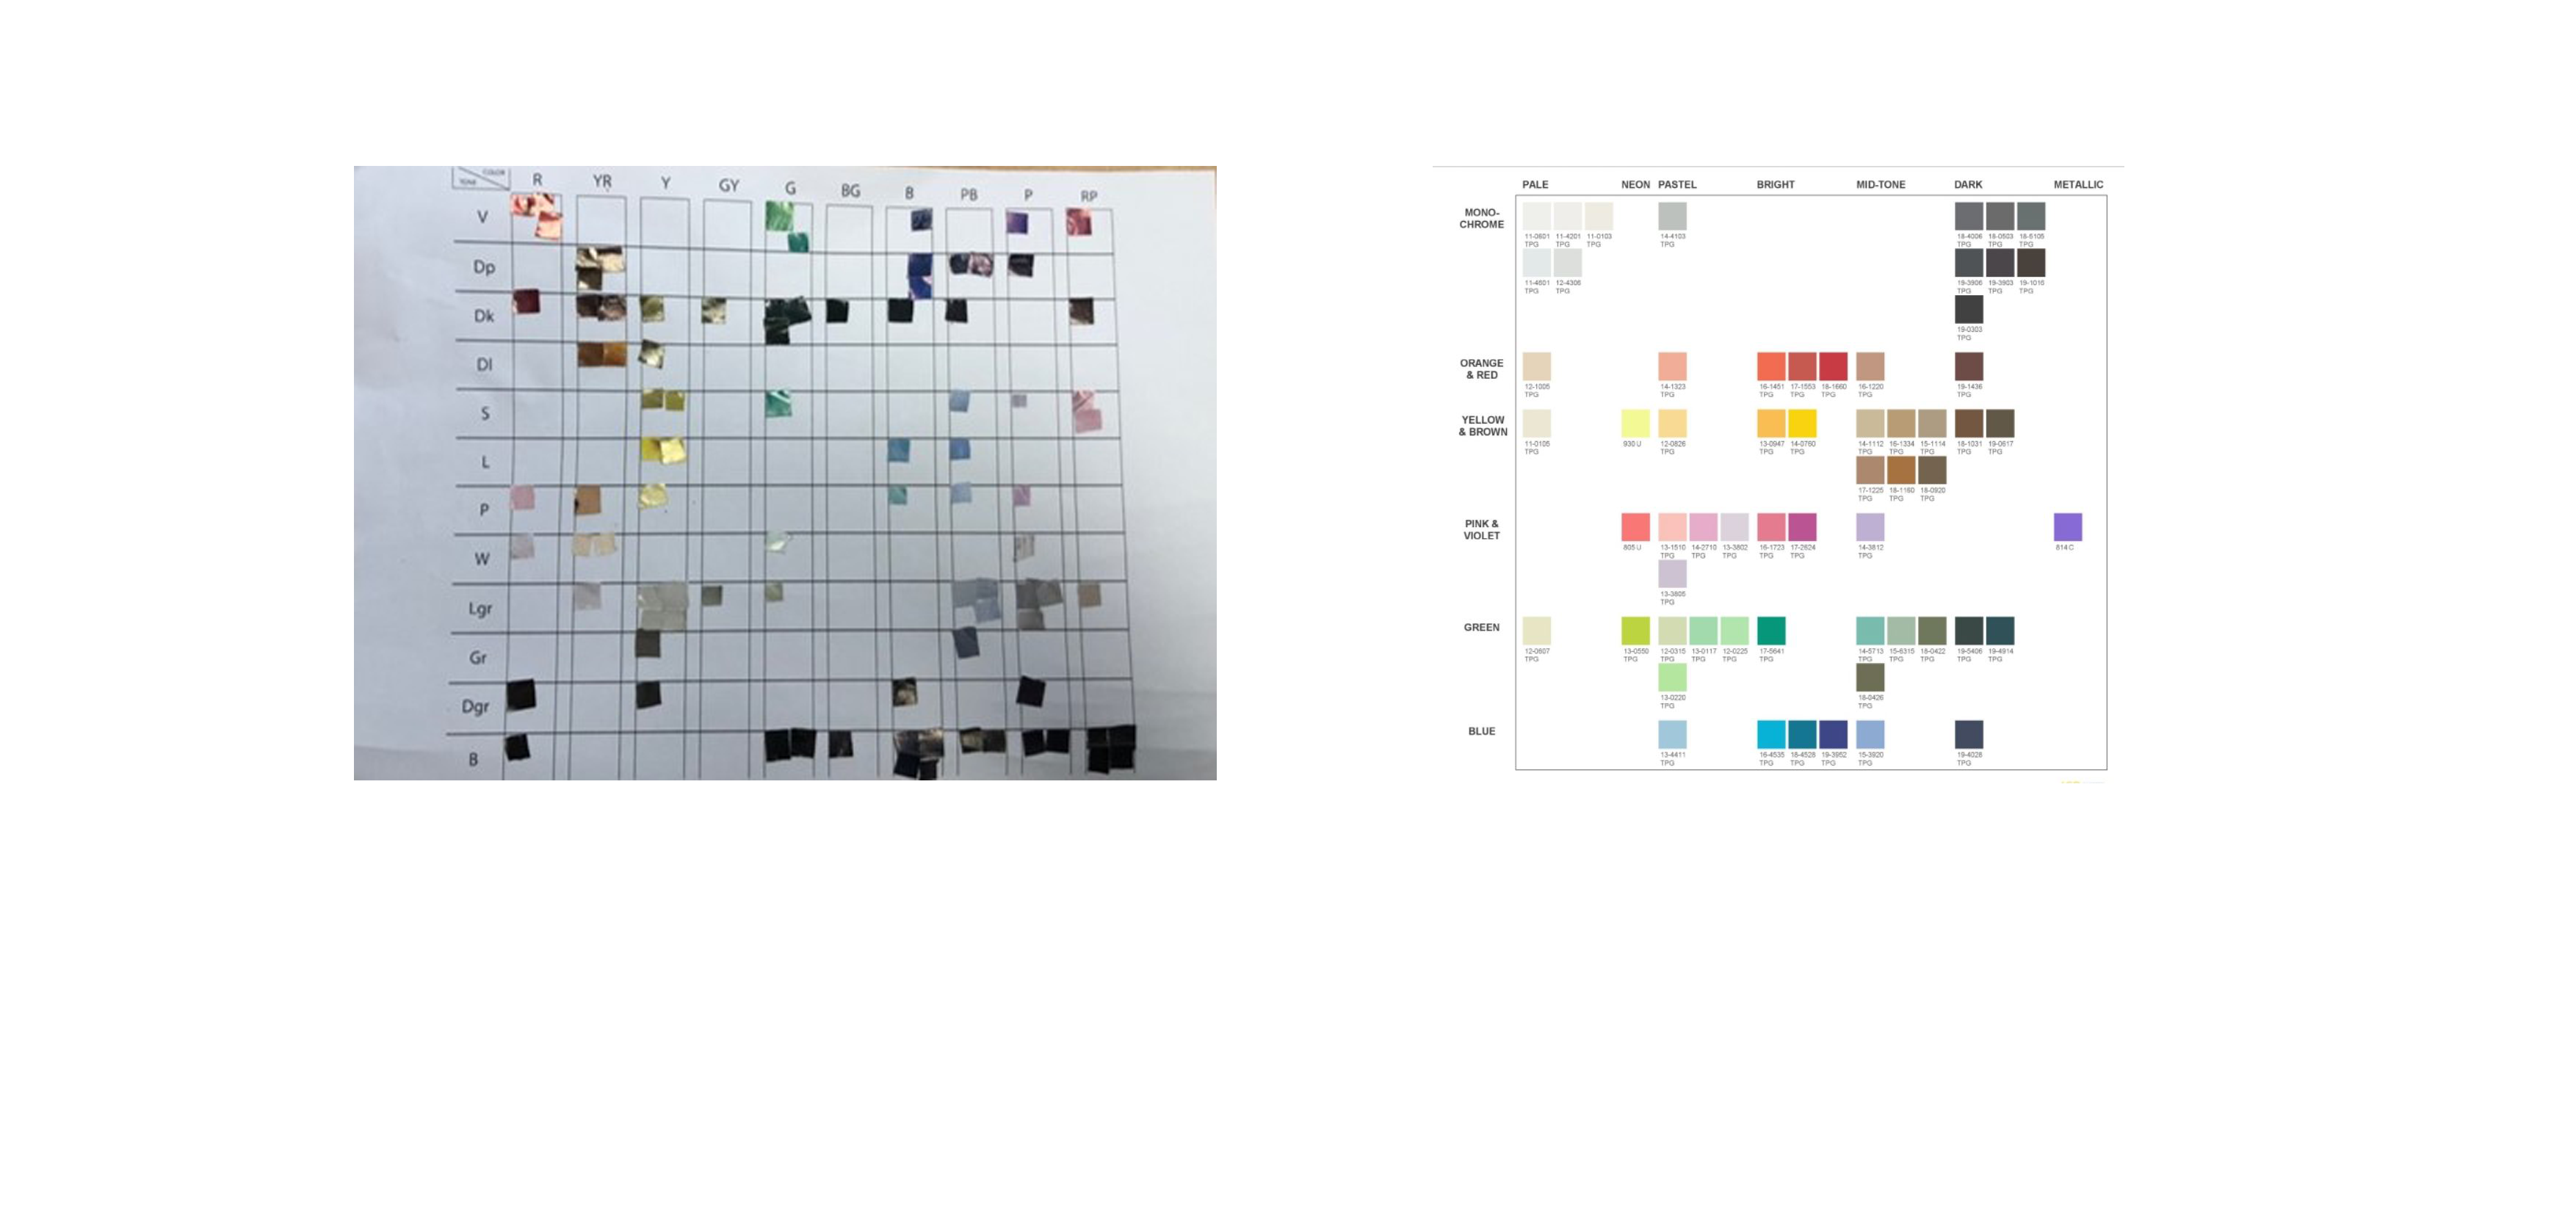 COLOR
TONE
R YR Y GY G BG B PB P RP
V
Dp
Dk
Dl
S
L
P
W
Lgr
Gr
Dgr
B
PALE NEON PASTEL BRIGHT MID-TONE DARK METALLIC
MONO-
CHROME
11-0601 11-4201 11-0103 14-4103 18-4006 18-0503 18-5105
TPG TPG TPG TPG TPG TPG TPG
11-4601 12-4306 19-3906 19-3903 19-1016
TPG TPG TPG TPG TPG
19-0303
TPG
ORANGE
& RED
12-1005 14-1323 16-1451 17-1553 18-1660 16-1220 19-1436
TPG TPG TPG TPG TPG TPG TPG
YELLOW
& BROWN
11-0105 930 U 12-0826 13-0947 14-0760 14-1112 16-1334 15-1114 18-1031 19-0617
TPG TPG TPG TPG TPG TPG TPG TPG TPG
17-1225 18-1160 18-0920
TPG TPG TPG
PINK &
VIOLET
805 U 13-1510 14-2710 13-3802 16-1723 17-2624 14-3812 814 C
TPG TPG TPG TPG TPG TPG
13-3805
TPG
GREEN
12-0607 13-0550 12-0315 13-0117 12-0225 17-5641 14-5713 15-6315 18-0422 19-5406 19-4914
TPG TPG TPG TPG TPG TPG TPG TPG TPG TPG TPG
13-0220 18-0426
TPG TPG
BLUE
13-4411 16-4535 18-4528 19-3952 15-3920 19-4028
TPG TPG TPG TPG TPG TPG